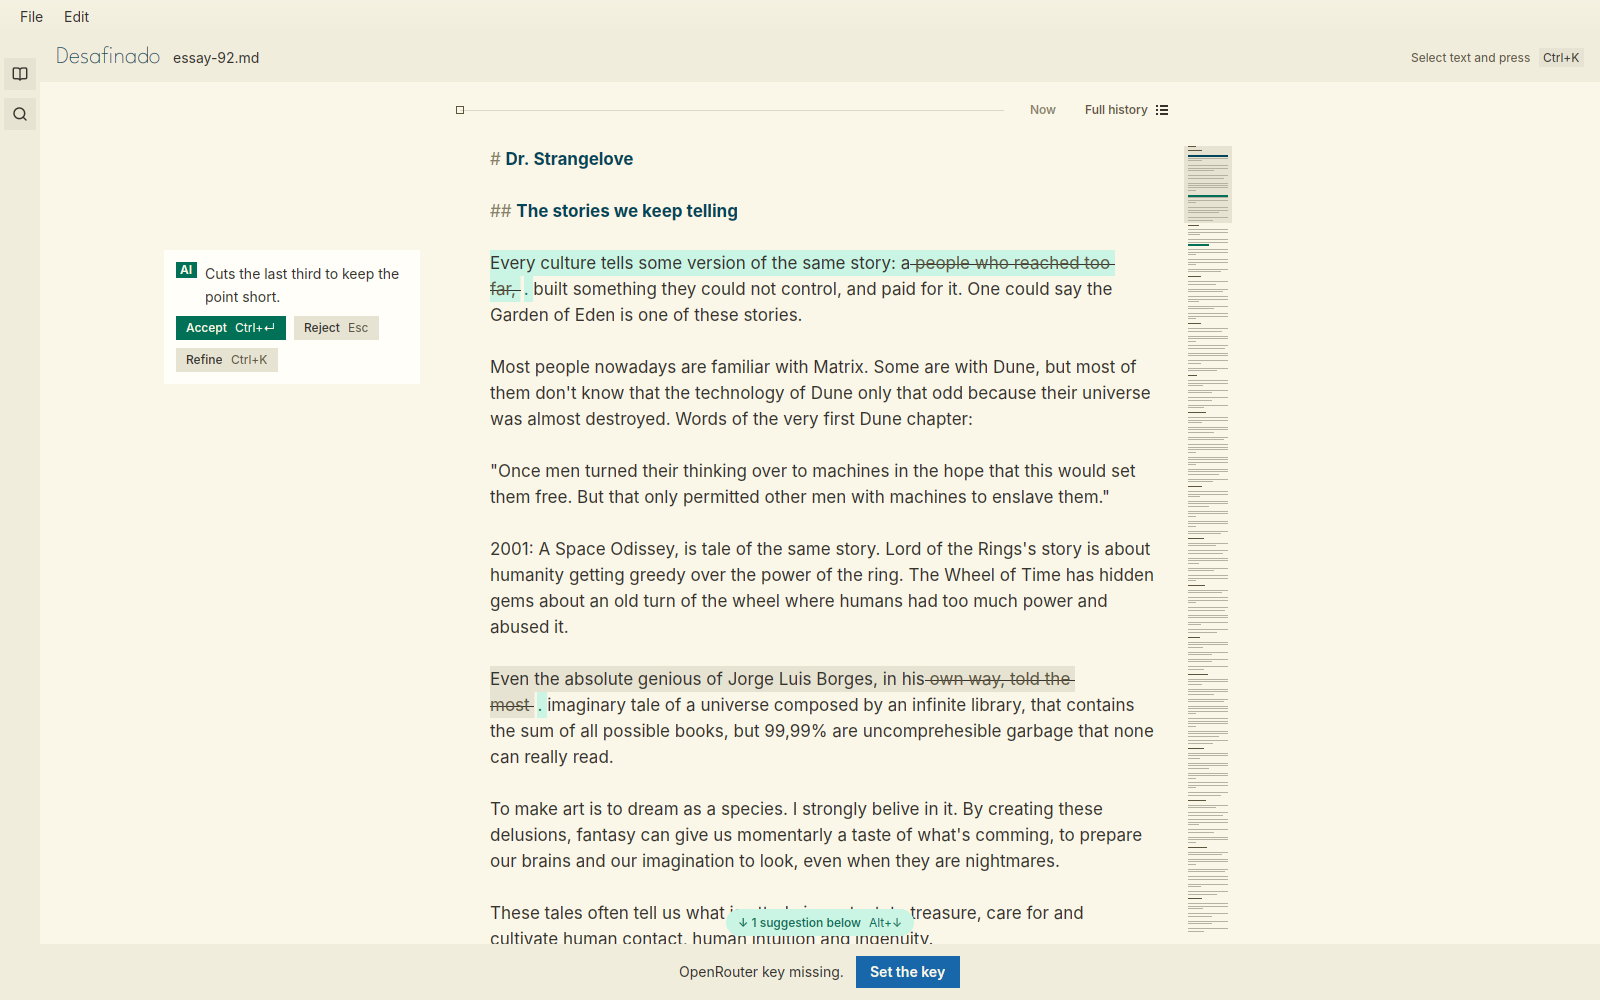 File Edit
Desafinado essay-92.md
Select text and press Ctrl+K
Now Full history
# Dr. Strangelove
## The stories we keep telling
AI Cuts the last third to keep the
point short.
Accept Ctrl+↵ Reject Esc
Refine Ctrl+K
Every culture tells some version of the same story: a people who reached too
far, . built something they could not control, and paid for it. One could say the
Garden of Eden is one of these stories.
Most people nowadays are familiar with Matrix. Some are with Dune, but most of
them don't know that the technology of Dune only that odd because their universe
was almost destroyed. Words of the very first Dune chapter:
"Once men turned their thinking over to machines in the hope that this would set
them free. But that only permitted other men with machines to enslave them."
2001: A Space Odissey, is tale of the same story. Lord of the Rings's story is about
humanity getting greedy over the power of the ring. The Wheel of Time has hidden
gems about an old turn of the wheel where humans had too much power and
abused it.
Even the absolute genious of Jorge Luis Borges, in his own way, told the
most . imaginary tale of a universe composed by an infinite library, that contains
the sum of all possible books, but 99,99% are uncomprehesible garbage that none
can really read.
To make art is to dream as a species. I strongly belive in it. By creating these
delusions, fantasy can give us momentarly a taste of what's comming, to prepare
our brains and our imagination to look, even when they are nightmares.
These tales often tell us what treasure, care for and
↓ 1 suggestion below Alt+↓
cultivate human contact, human intuition and ingenuity.
OpenRouter key missing. Set the key